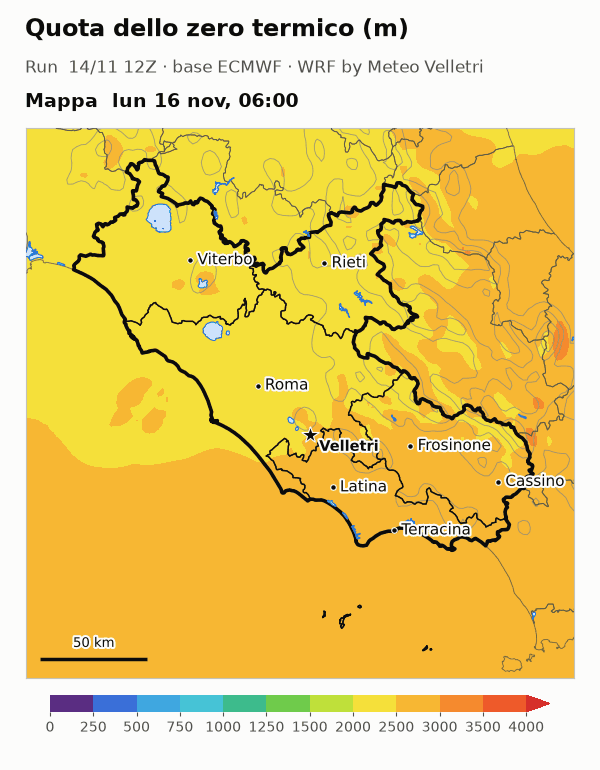 Quota dello zero termico (m)
Run  14/11 12Z · base ECMWF · WRF by Meteo Velletri
Mappa  lun 16 nov, 06:00
Viterbo
Rieti
Roma
Velletri
Frosinone
Cassino
Latina
Terracina
50 km
0 250 500 750 1000 1250 1500 2000 2500 3000 3500 4000